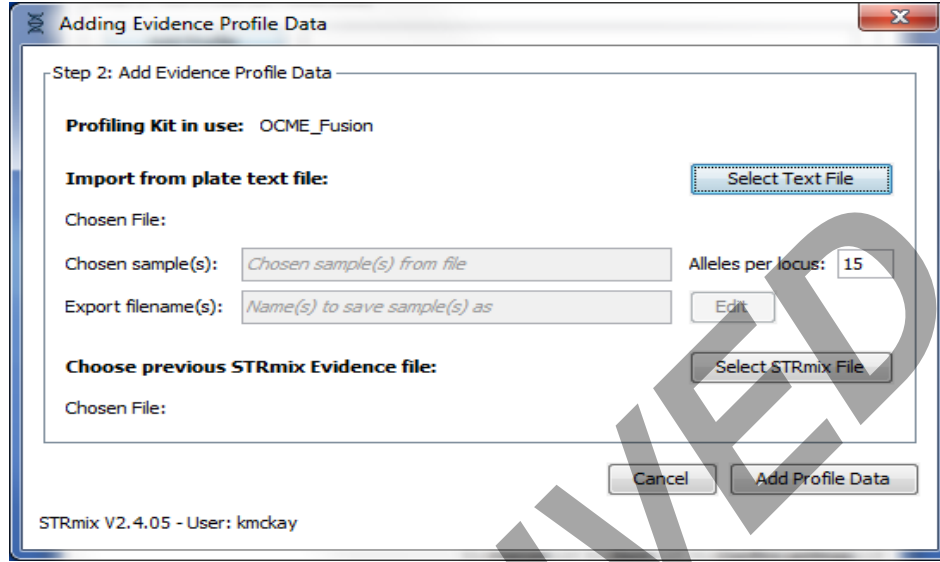 Adding Evidence Profile Data
Step 2: Add Evidence Profile Data
Profiling Kit in use: OCME_Fusion
Import from plate text file: Select Text File
Chosen File:
Chosen sample(s): Chosen sample(s) from file Alleles per locus: 15
Export filename(s): Name(s) to save sample(s) as Edit
Choose previous STRmix Evidence file: Select STRmix File
Chosen File:
Cancel Add Profile Data
STRmix V2.4.05 - User: kmckay
VED